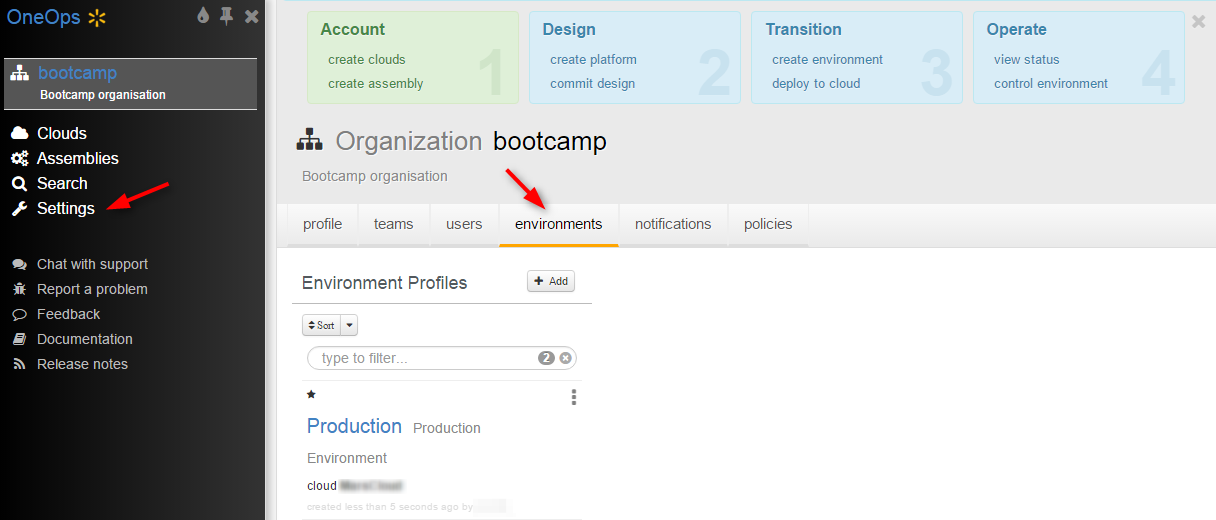 OneOps
bootcamp
Bootcamp organisation
Clouds
Assemblies
Search
Settings
Chat with support
Report a problem
Feedback
Documentation
Release notes
Account
create clouds
create assembly
1
Design
create platform
commit design
2
Transition
create environment
deploy to cloud
3
Operate
view status
control environment
4
Organization bootcamp
Bootcamp organisation
profile teams users environments notifications policies
Environment Profiles
Add
Sort
type to filter... 2
Production Production
Environment
cloud
created less than 5 seconds ago by